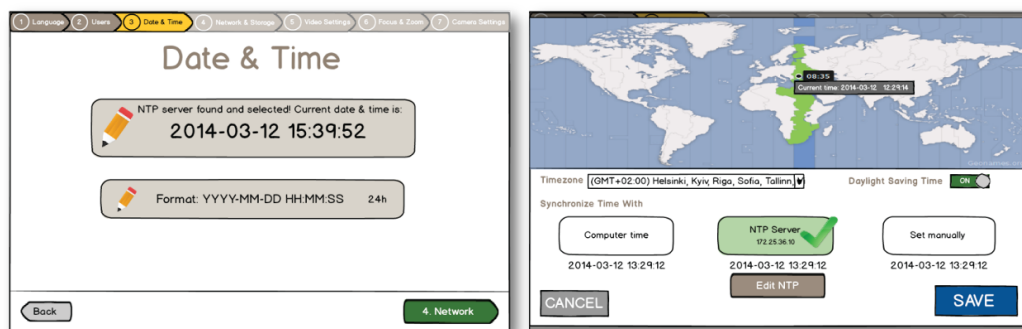 1 Language 2 Users 3 Date & Time 4 Network & Storage 5 Video Settings 6 Focus & Zoom 7 Camera Settings
Date & Time
NTP server found and selected! Current date & time is:
2014-03-12 15:39:52
Format: YYYY-MM-DD HH:MM:SS 24h
Back
4. Network
08:35
Current time 2014-03-12 12:29:14
Timezone (GMT+02:00) Helsinki, Kyiv, Riga, Sofia, Tallinn,
Daylight Saving Time ON
Synchronize Time With
Computer time
2014-03-12 13:29:12
NTP Server
172.25.36.10
2014-03-12 13:29:12
Edit NTP
Set manually
2014-03-12 13:29:12
CANCEL
SAVE